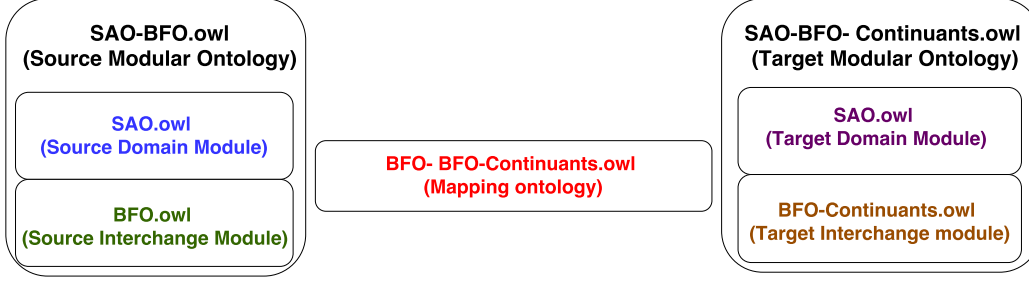 SAO-BFO.owl
(Source Modular Ontology)
SAO.owl
(Source Domain Module)
BFO.owl
(Source Interchange Module)
BFO- BFO-Continuants.owl
(Mapping ontology)
SAO-BFO- Continuants.owl
(Target Modular Ontology)
SAO.owl
(Target Domain Module)
BFO-Continuants.owl
(Target Interchange module)